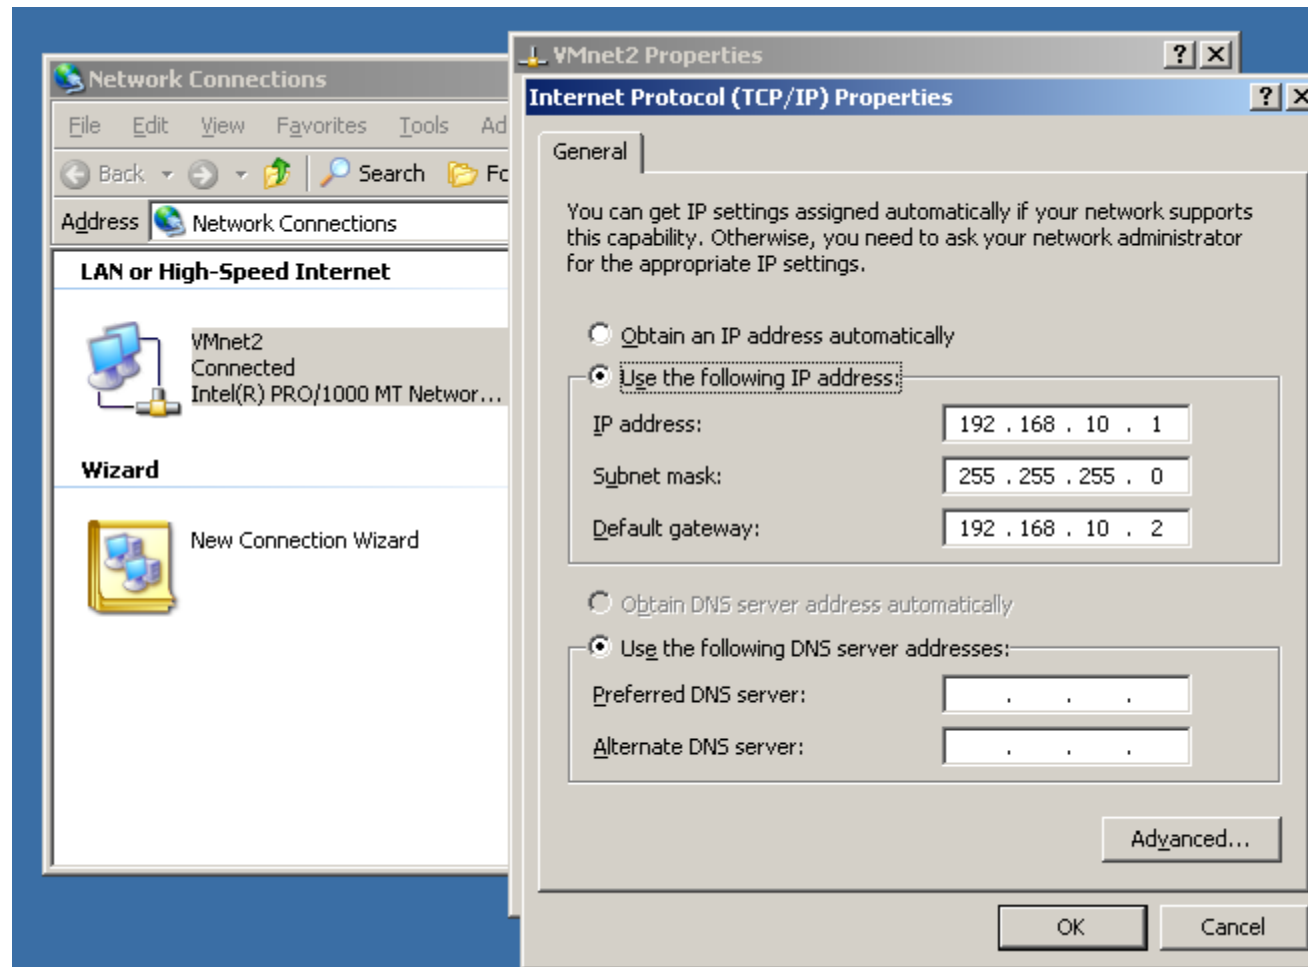 Network Connections
File Edit View Favorites Tools Ad
Back Search Fo
Address Network Connections
LAN or High-Speed Internet
VMnet2
Connected
Intel(R) PRO/1000 MT Networ...
Wizard
New Connection Wizard
VMnet2 Properties
Internet Protocol (TCP/IP) Properties
General
You can get IP settings assigned automatically if your network supports
this capability. Otherwise, you need to ask your network administrator
for the appropriate IP settings.
Obtain an IP address automatically
Use the following IP address:
IP address: 192 . 168 . 10 . 1
Subnet mask: 255 . 255 . 255 . 0
Default gateway: 192 . 168 . 10 . 2
Obtain DNS server address automatically
Use the following DNS server addresses:
Preferred DNS server: . . .
Alternate DNS server: . . .
Advanced...
OK Cancel